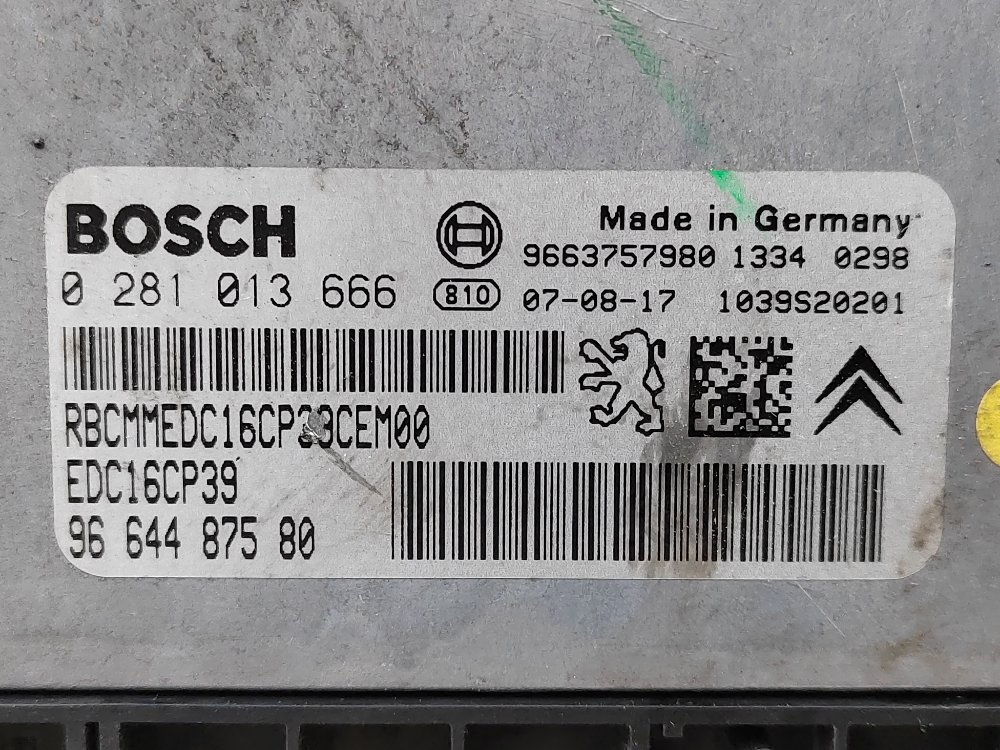 BOSCH
Made in Germany
9663757980 1334 0298
0 281 013 666
810
07-08-17 1039S20201
EDC16CP39
96 644 875 80